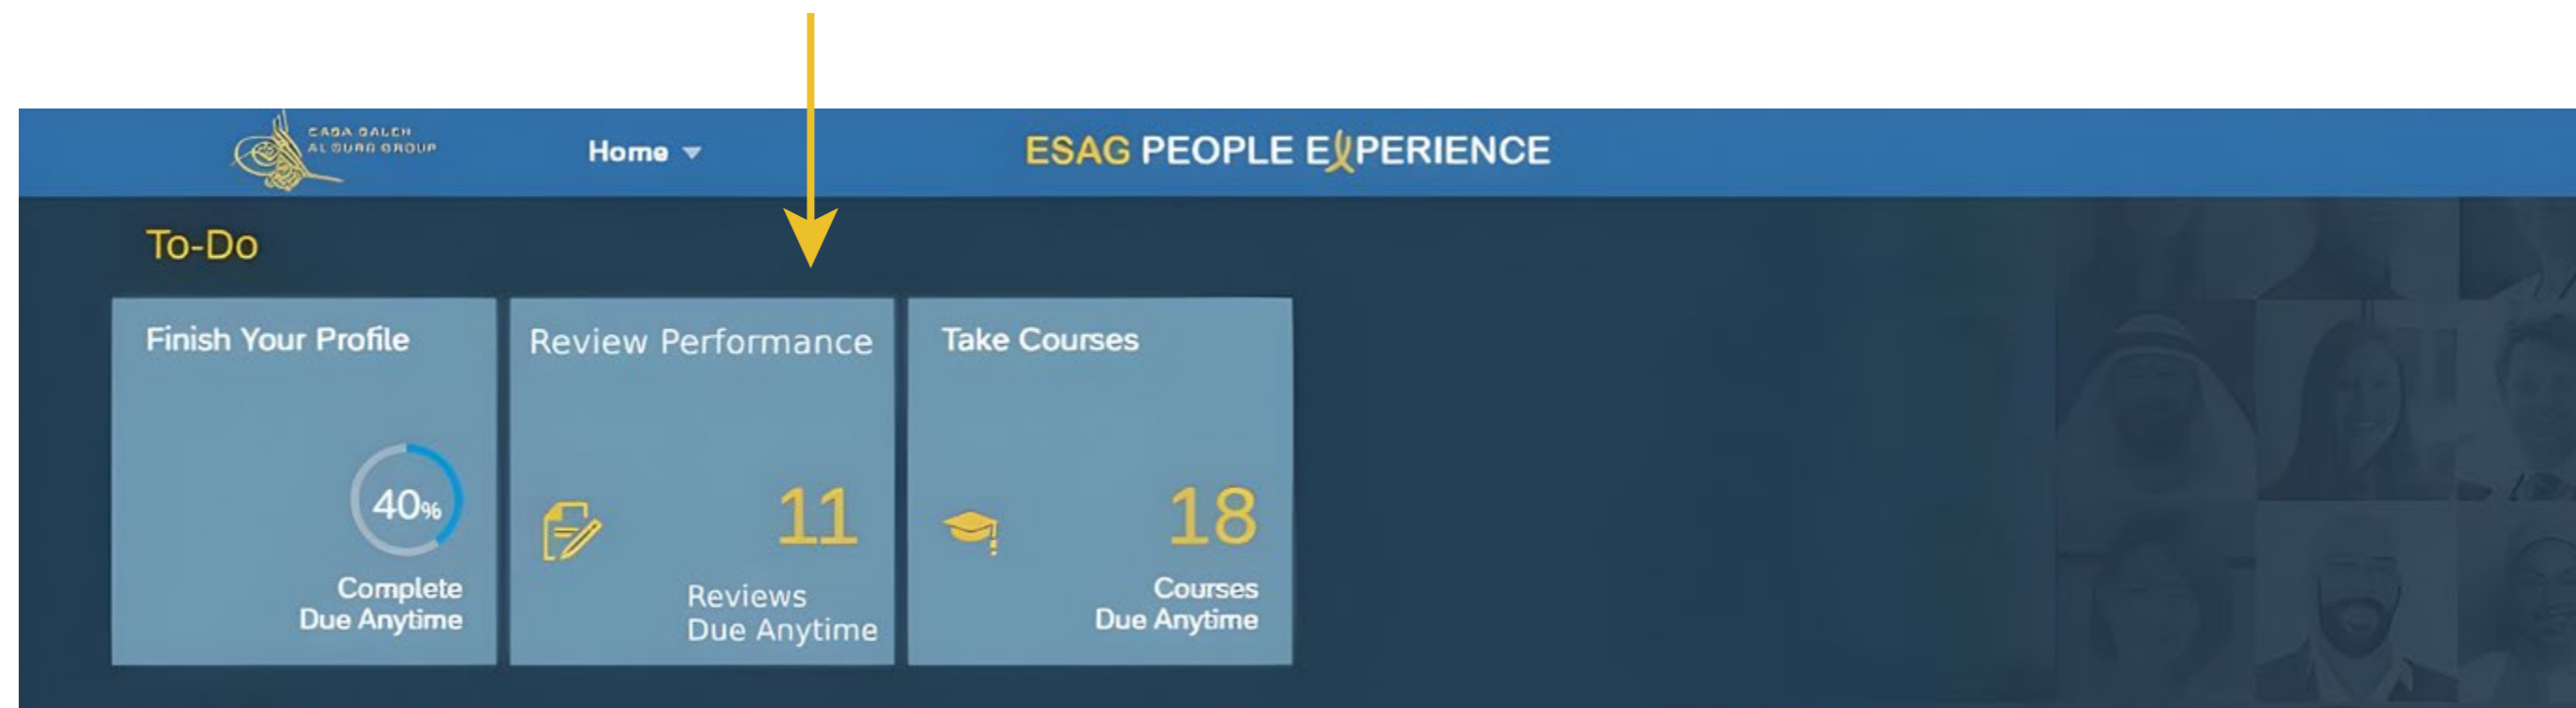 Home
ESAG PEOPLE EXPERIENCE
To-Do
Finish Your Profile
40%
Complete
Due Anytime
Review Performance
11
Reviews
Due Anytime
Take Courses
18
Courses
Due Anytime